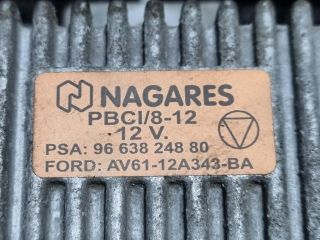 NAGARES
PBCI/8-12
12 V.
PSA: 96 638 248 80
FORD: AV61-12A343-BA